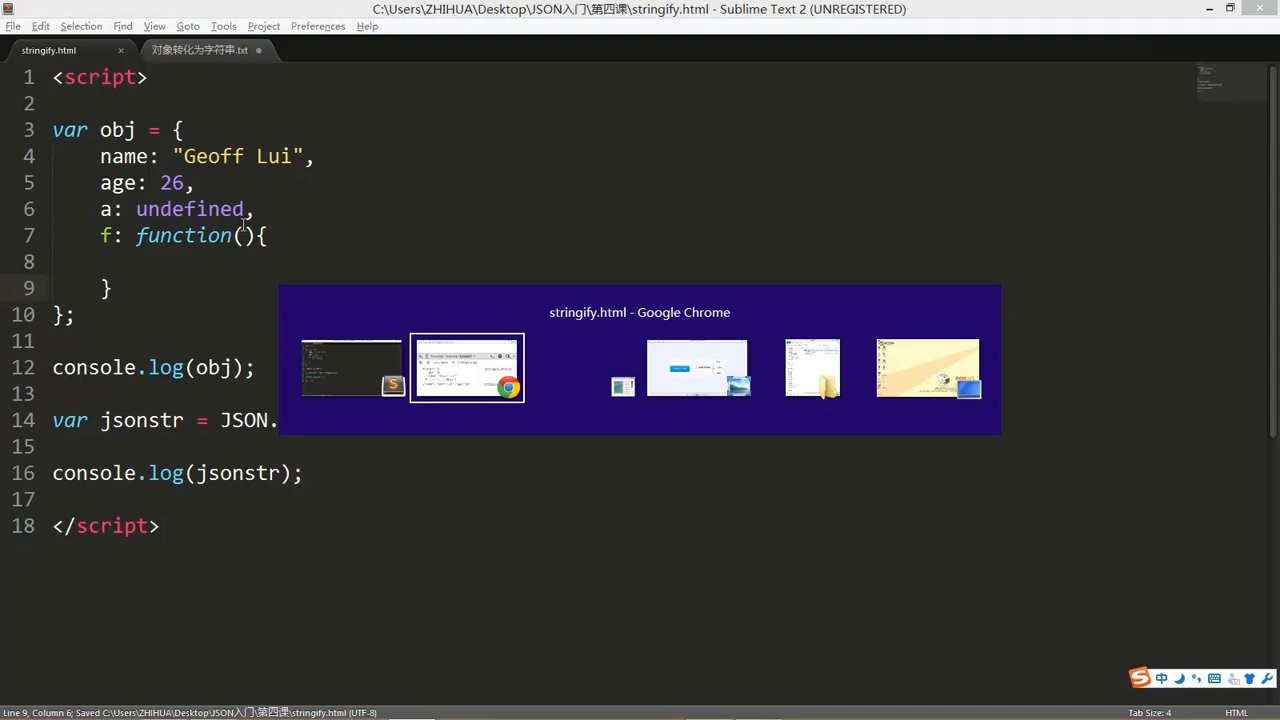 C:\Users\ZHIHUA\Desktop\JSON入门\第四课\stringify.html - Sublime Text 2 (UNREGISTERED)
File Edit Selection Find View Goto Tools Project Preferences Help
stringify.html × 对象转化为字符串.txt
1 <script>
2
3 var obj = {
4 name: "Geoff Lui",
5 age: 26,
6 a: undefined,
7 f: function(){
8
9 }
10 };
stringify.html - Google Chrome
11
12 console.log(obj);
13
14 var jsonstr = JSON.
15
16 console.log(jsonstr);
17
18 </script>
中
Line 9, Column 6; Saved C:\Users\ZHIHUA\Desktop\JSON入门\第四课\stringify.html (UTF-8)
Tab Size: 4
HTML